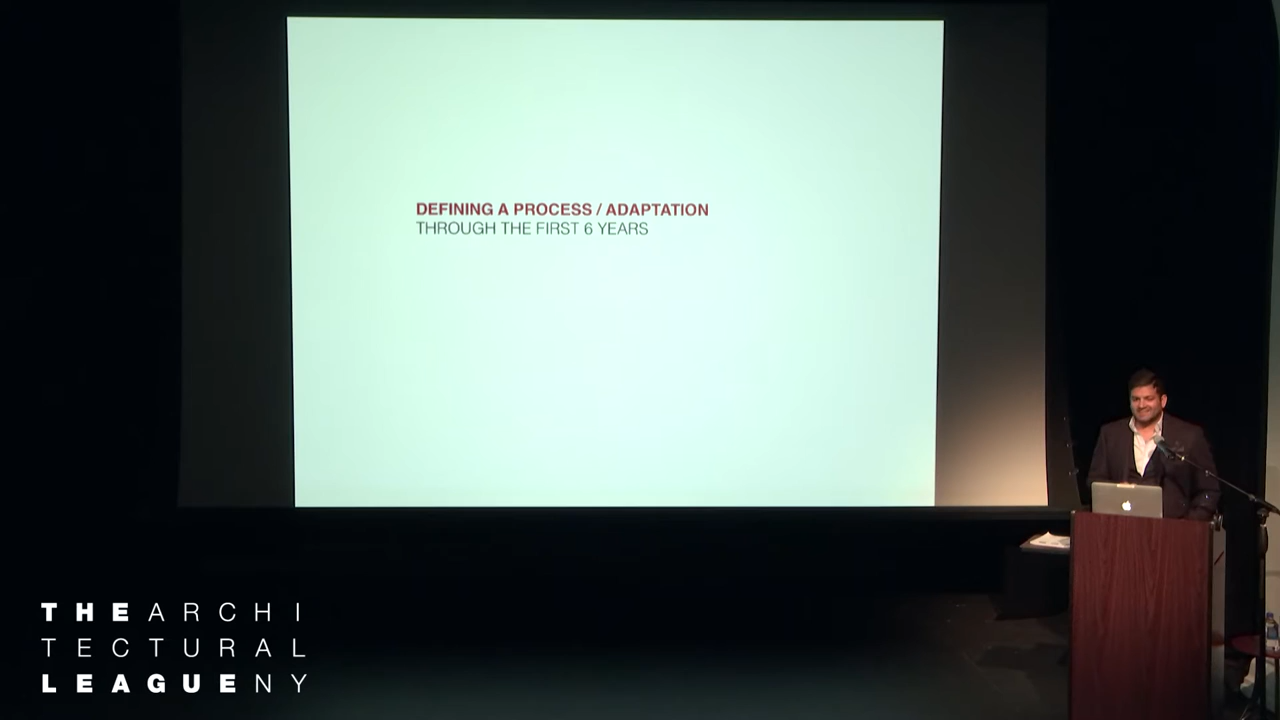 DEFINING A PROCESS / ADAPTATION
THROUGH THE FIRST 6 YEARS
THE ARCHI
TECTURAL
LEAGUE NY